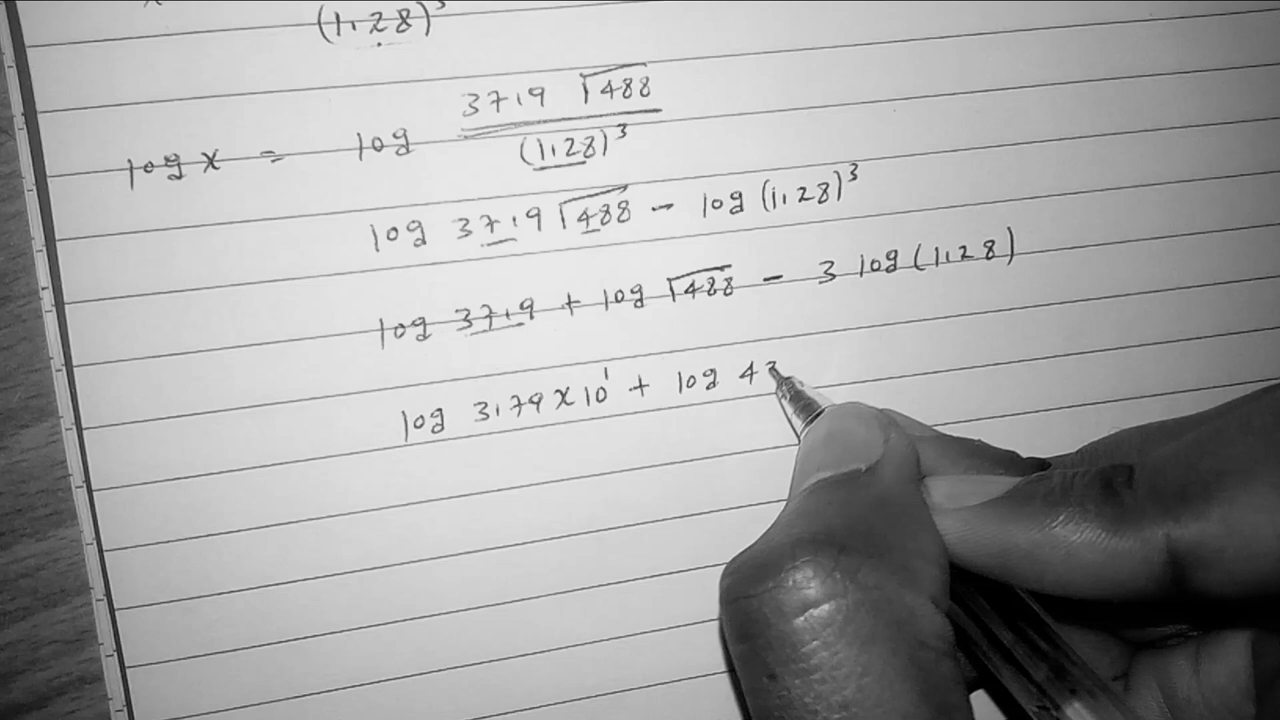 (1.28)³
log x = log 37.9 √488 / (1.28)³
log 37.9 √488 - log (1.28)³
log 37.9 + log √488 - 3 log (1.28)
log 3.79 x 10¹ + log 4